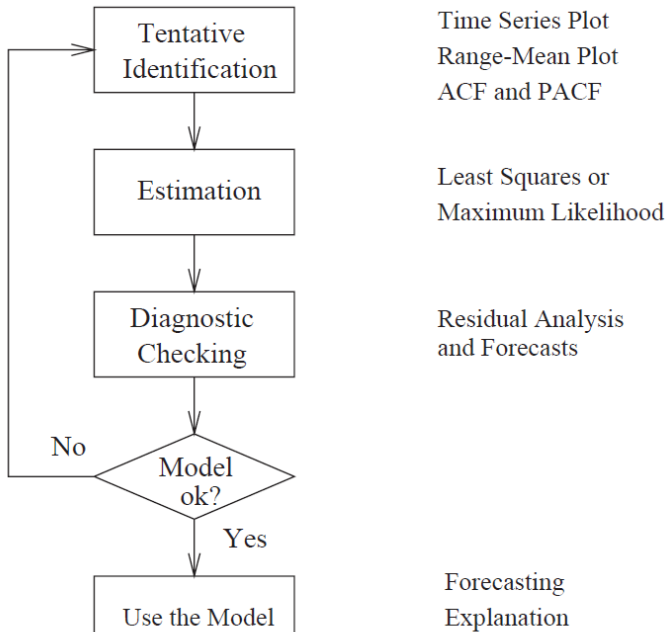 Tentative
Identification
Time Series Plot
Range-Mean Plot
ACF and PACF
Estimation
Least Squares or
Maximum Likelihood
Diagnostic
Checking
Residual Analysis
and Forecasts
No
Model
ok?
Yes
Use the Model
Forecasting
Explanation